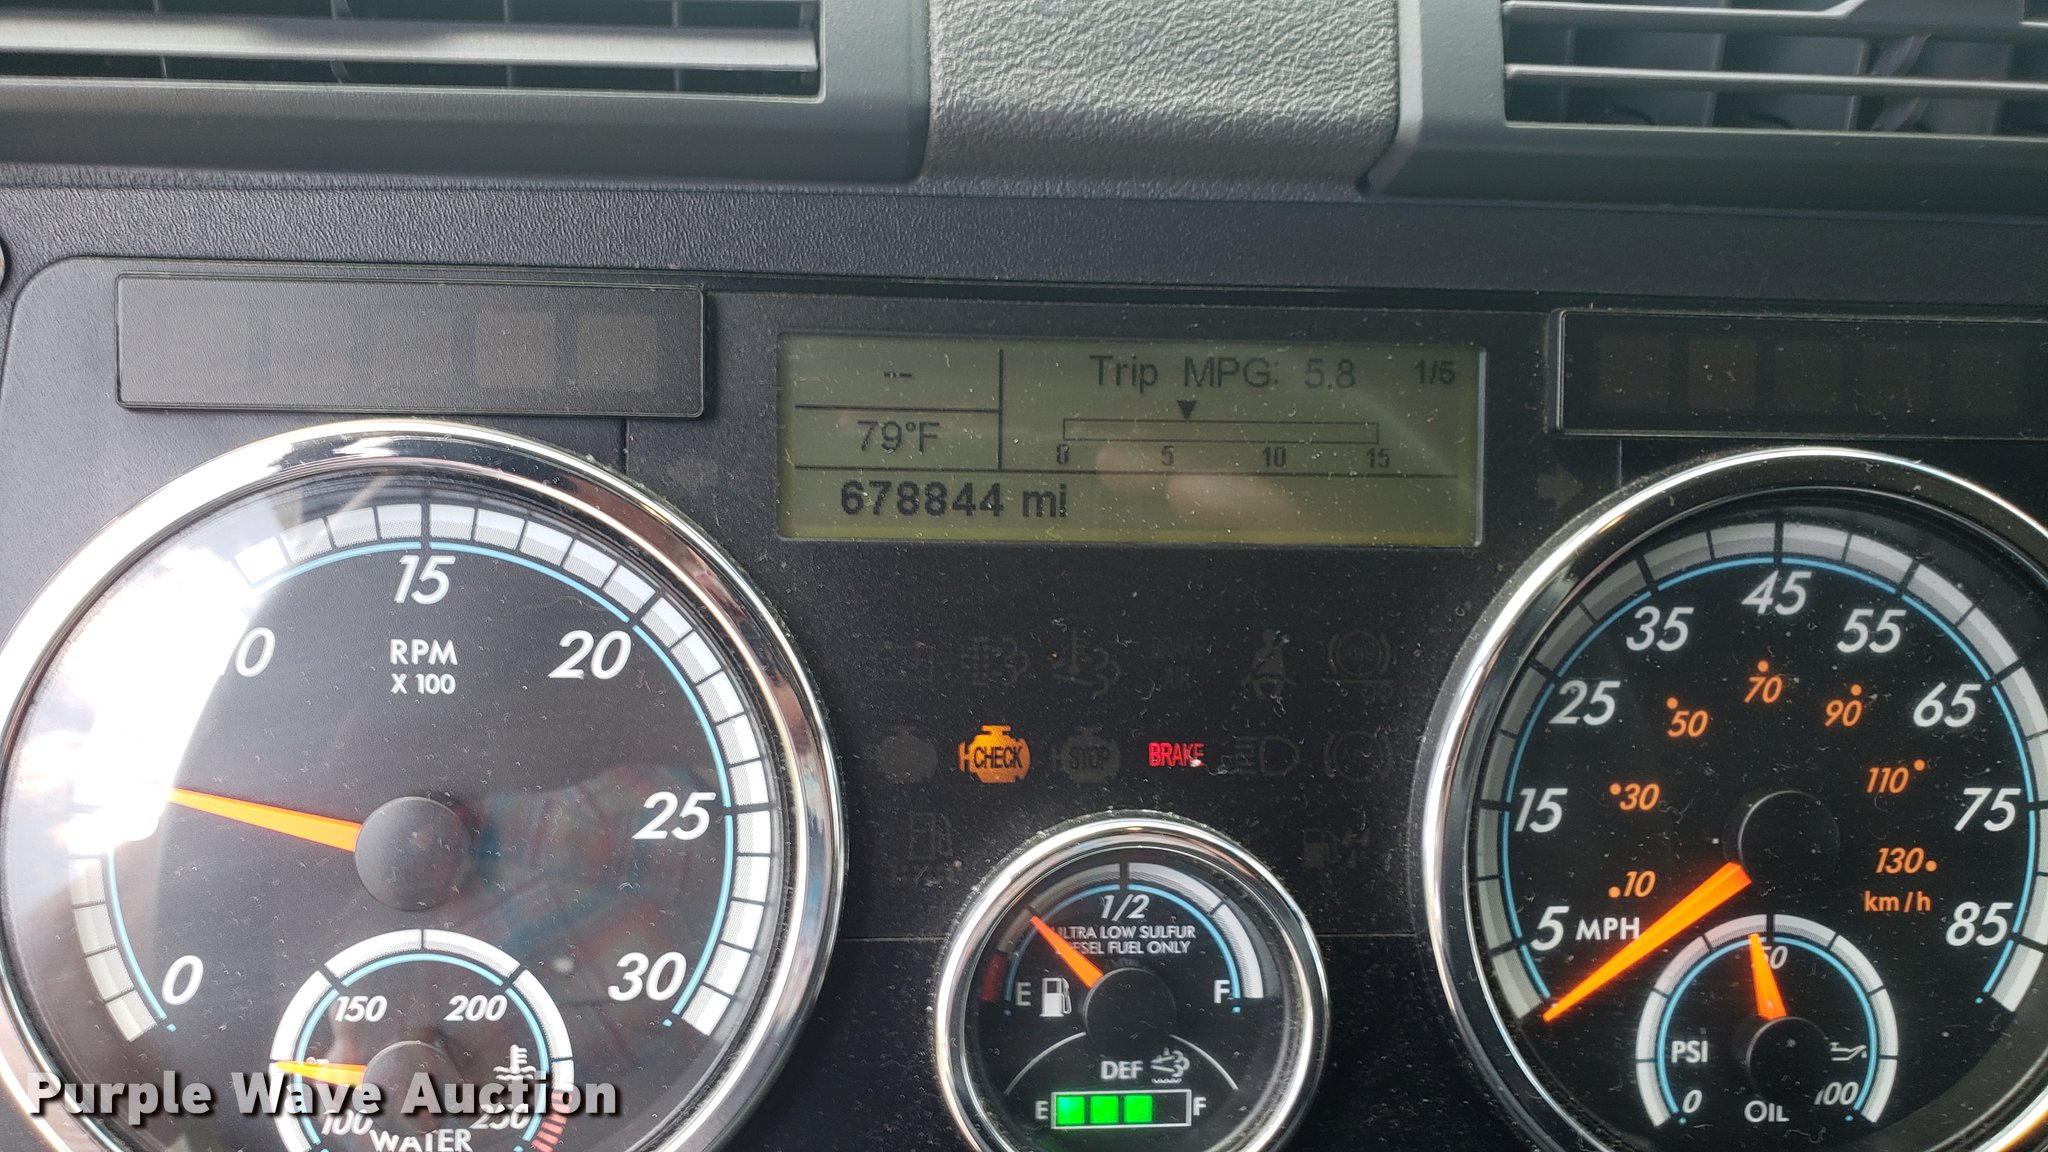 -- Trip MPG: 5.8 1/5
79°F
0 5 10 15
678844 mi
15
20
25
30
0
RPM
X 100
150 200
100 250
WATER
CHECK STOP BRAKE
1/2
ULTRA LOW SULFUR
DIESEL FUEL ONLY
E F
DEF
E F
5 15 25 35 45 55 65 75 85
MPH
10 30 50 70 90 110 130
km/h
50
PSI
0 100
OIL
Purple Wave Auction